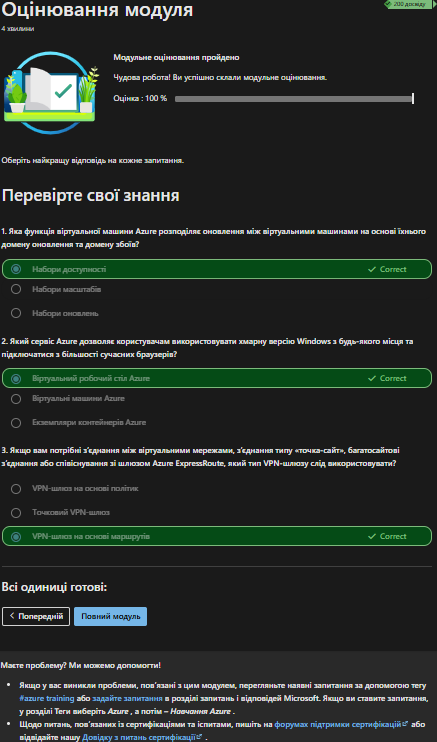 200 досвіду
Оцінювання модуля
4 хвилини
Модульне оцінювання пройдено
Чудова робота! Ви успішно склали модульне оцінювання.
Оцінка : 100 %
Оберіть найкращу відповідь на кожне запитання.
Перевірте свої знання
1. Яка функція віртуальної машини Azure розподіляє оновлення між віртуальними машинами на основі їхнього
домену оновлення та домену збоїв?
Набори доступності
Correct
Набори масштабів
Набори оновлень
2. Який сервіс Azure дозволяє користувачам використовувати хмарну версію Windows з будь-якого місця та
підключатися з більшості сучасних браузерів?
Віртуальний робочий стіл Azure
Correct
Віртуальні машини Azure
Екземпляри контейнерів Azure
3. Якщо вам потрібні з’єднання між віртуальними мережами, з’єднання типу «точка-сайт», багатосайтові
з’єднання або співіснування зі шлюзом Azure ExpressRoute, який тип VPN-шлюзу слід використовувати?
VPN-шлюз на основі політик
Точковий VPN-шлюз
VPN-шлюз на основі маршрутів
Correct
Всі одиниці готові:
Попередній
Повний модуль
Маєте проблему? Ми можемо допомогти!
Якщо у вас виникли проблеми, пов’язані з цим модулем, перегляньте наявні запитання за допомогою тегу
#azure training або задайте запитання в розділі запитань і відповідей Microsoft. Якщо ви ставите запитання,
у розділі Теги виберіть Azure , а потім – Навчання Azure .
Щодо питань, пов’язаних із сертифікаціями та іспитами, пишіть на форумах підтримки сертифікацій або
відвідайте нашу Довідку з питань сертифікації .